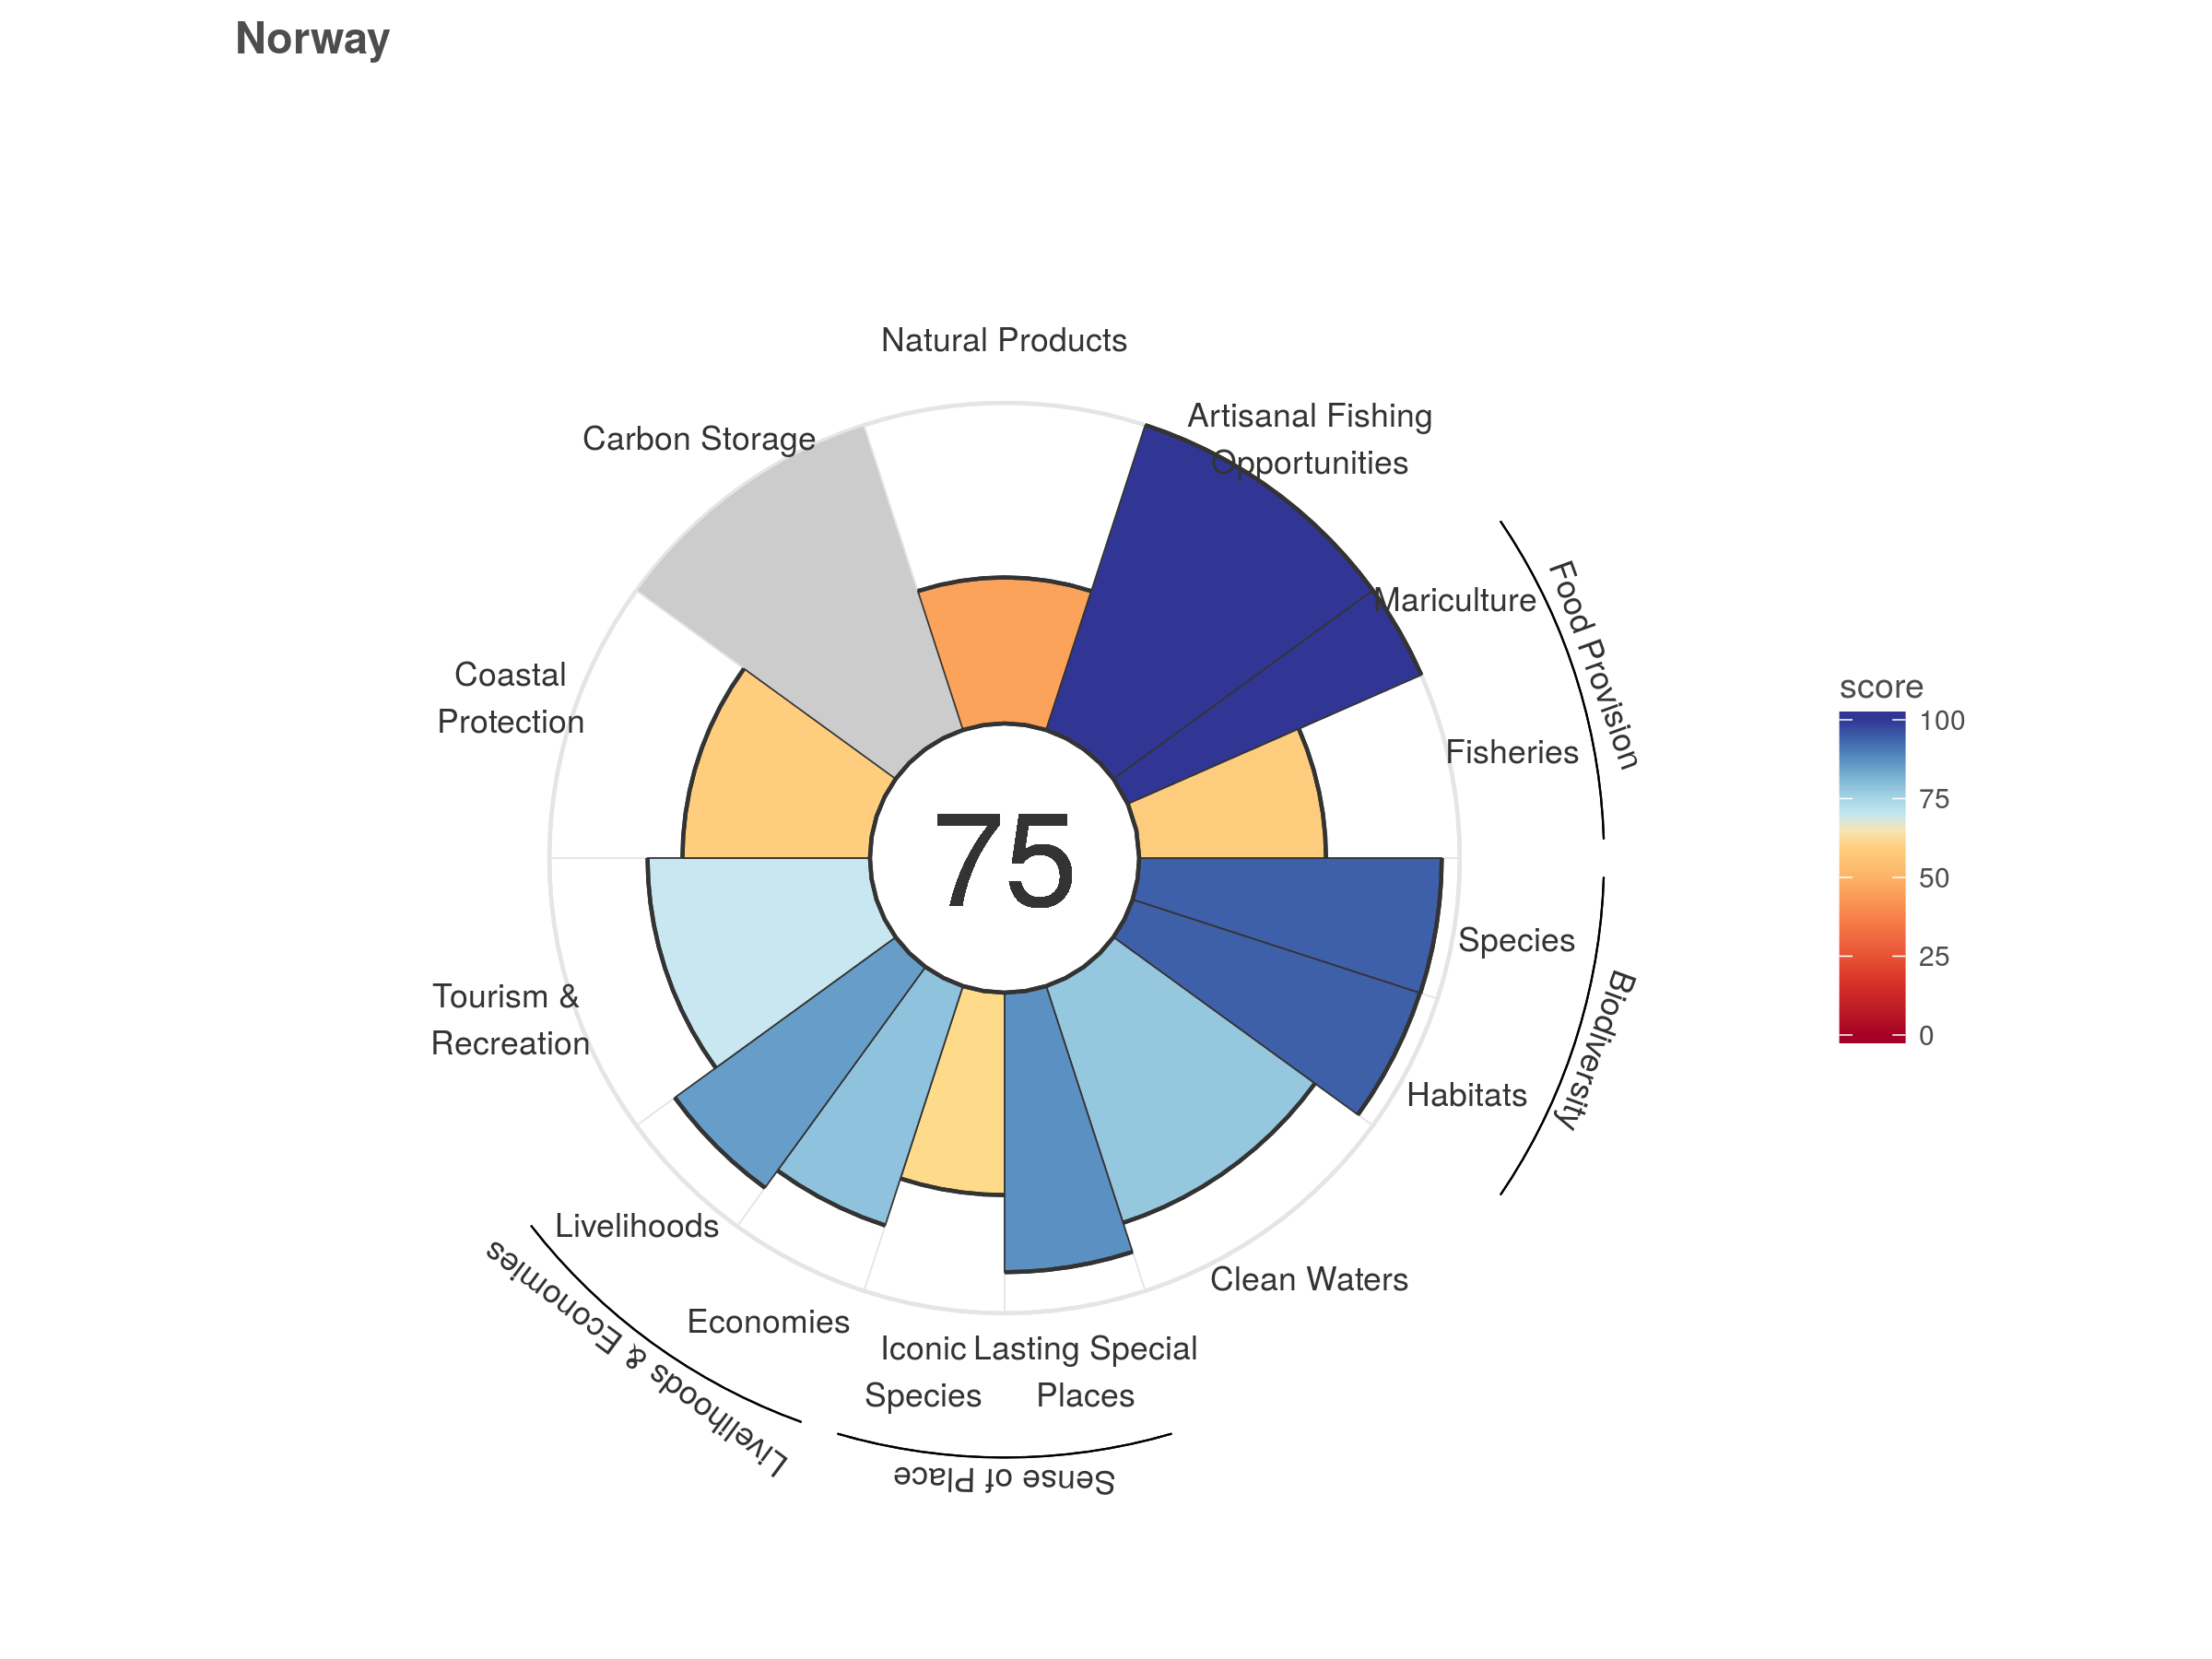 Norway
Natural Products
Artisanal Fishing
Opportunities
Carbon Storage
Mariculture
Food Provision
Fisheries
Coastal
Protection
75
Species
Biodiversity
Habitats
Tourism &
Recreation
Livelihoods
Clean Waters
Economies
Livelihoods & Economies
Iconic
Species
Lasting Special
Places
Sense of Place
score
100
75
50
25
0